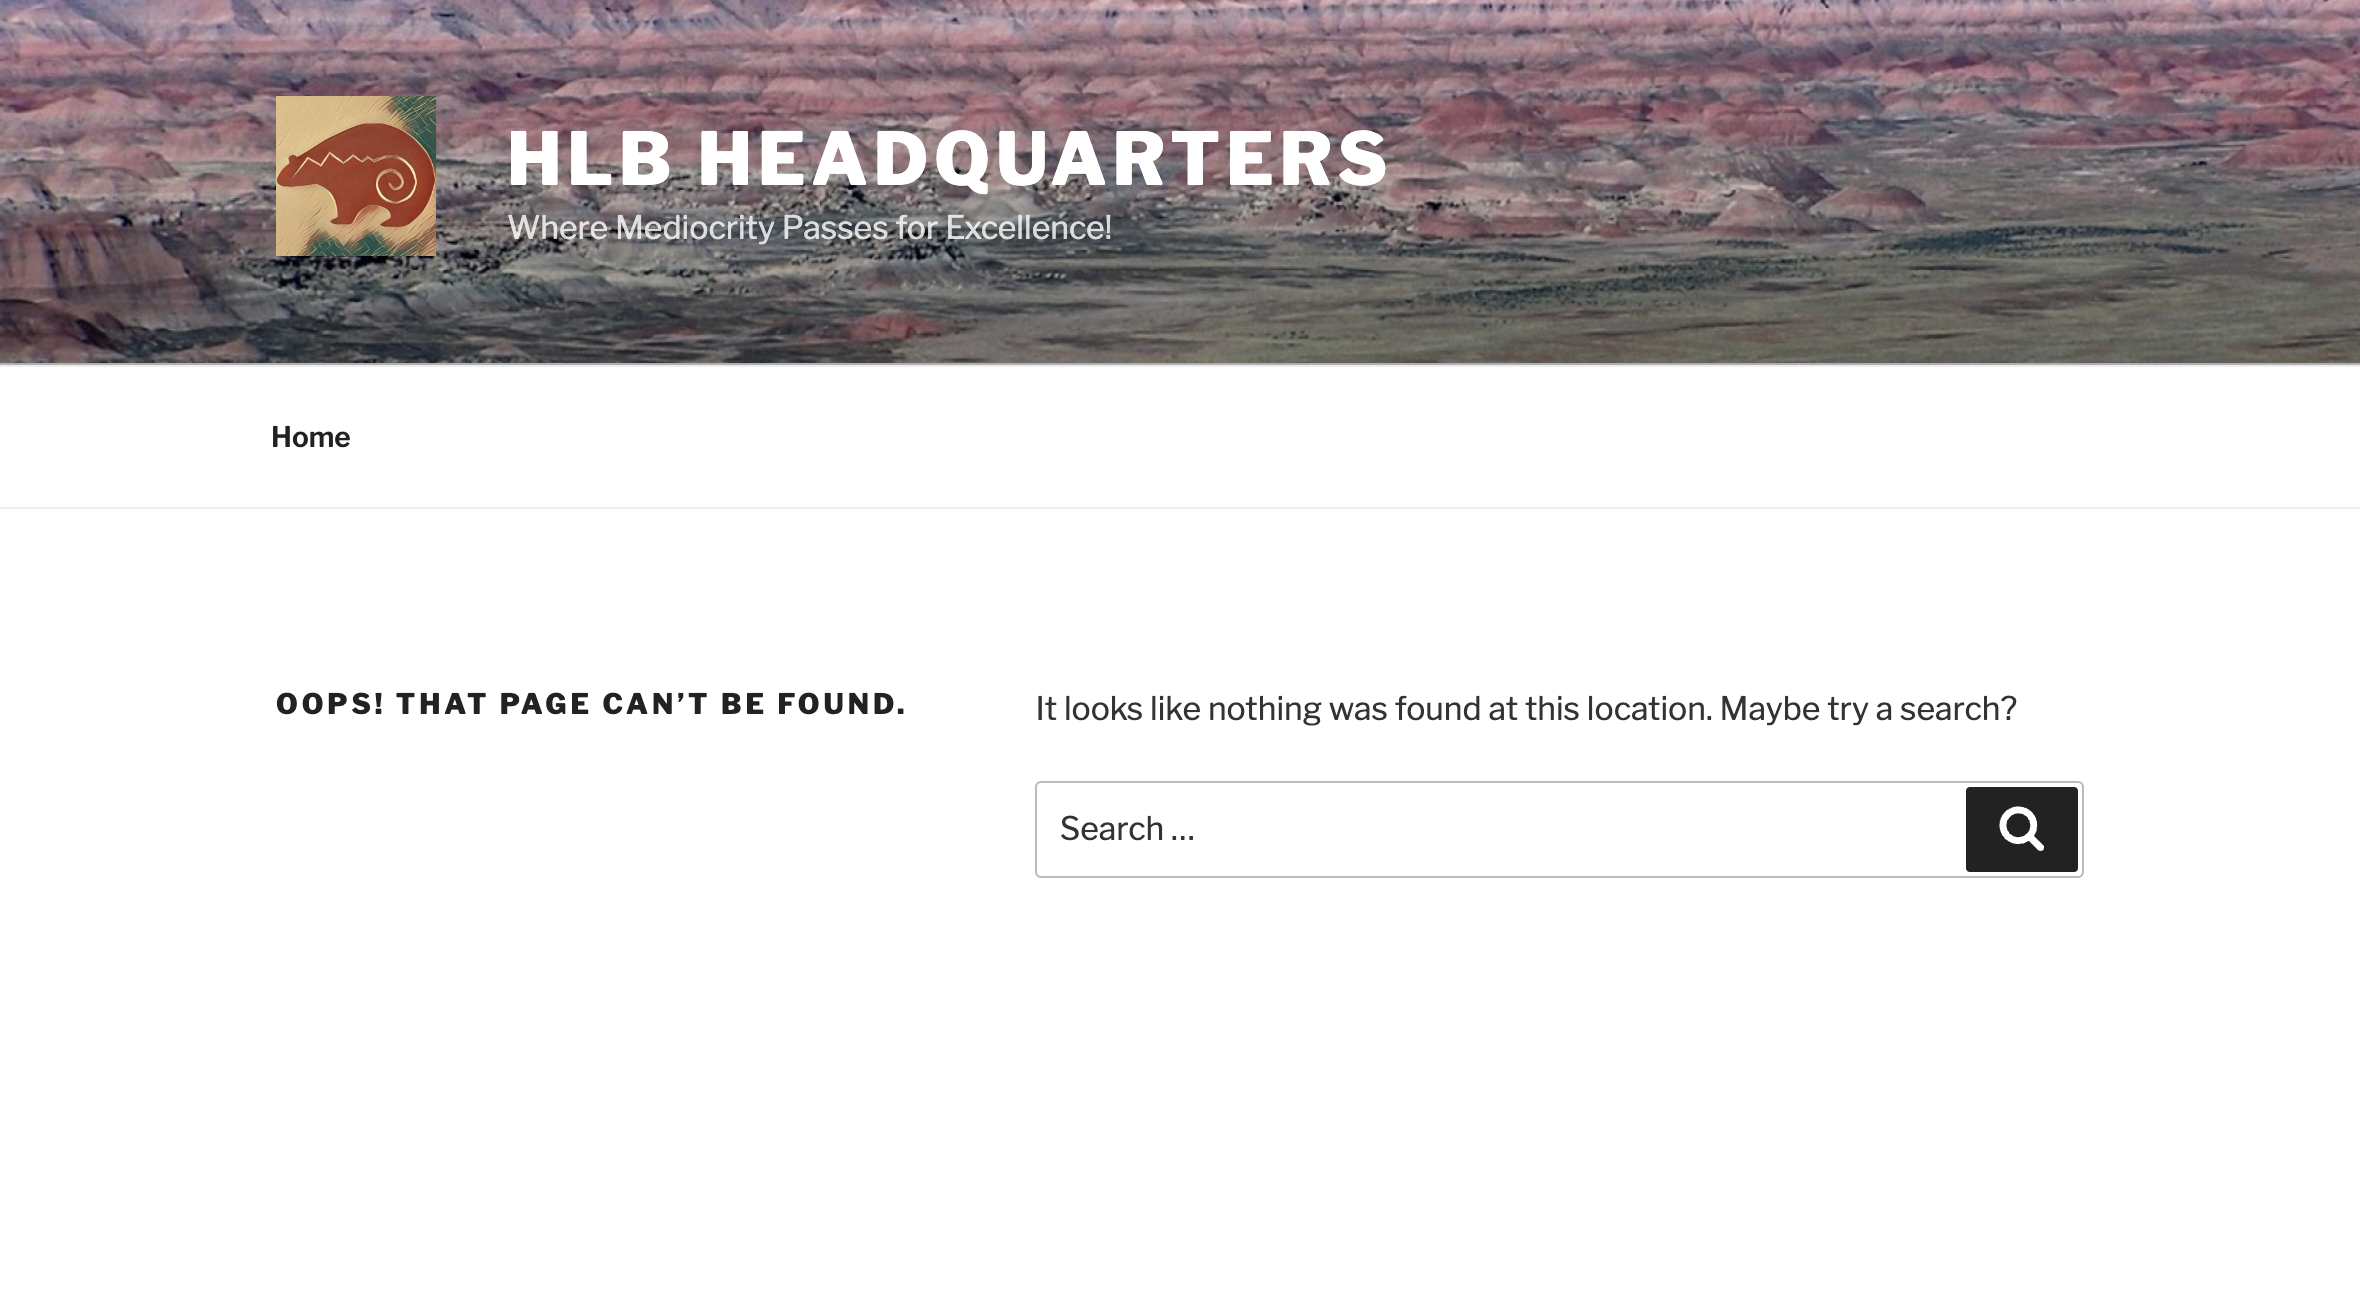 HLB HEADQUARTERS
Where Mediocrity Passes for Excellence!
Home
OOPS! THAT PAGE CAN’T BE FOUND.
It looks like nothing was found at this location. Maybe try a search?
Search …